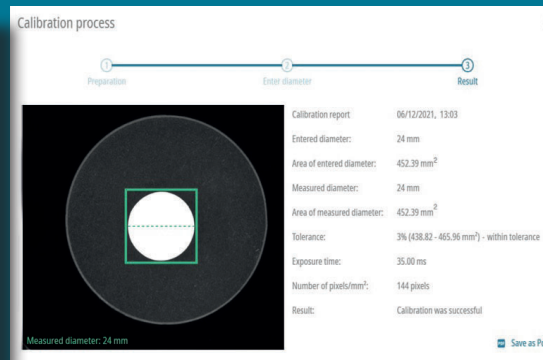 Calibration process
1
2
3
Preparation
Enter diameter
Result
Calibration report 06/12/2021, 13:03
Entered diameter: 24 mm
Area of entered diameter: 452.39 mm²
Measured diameter: 24 mm
Area of measured diameter: 452.39 mm²
Tolerance: 3% (438.82 - 465.96 mm²) - within tolerance
Exposure time: 35.00 ms
Number of pixels/mm²: 144 pixels
Result: Calibration was successful
Measured diameter: 24 mm
Save as